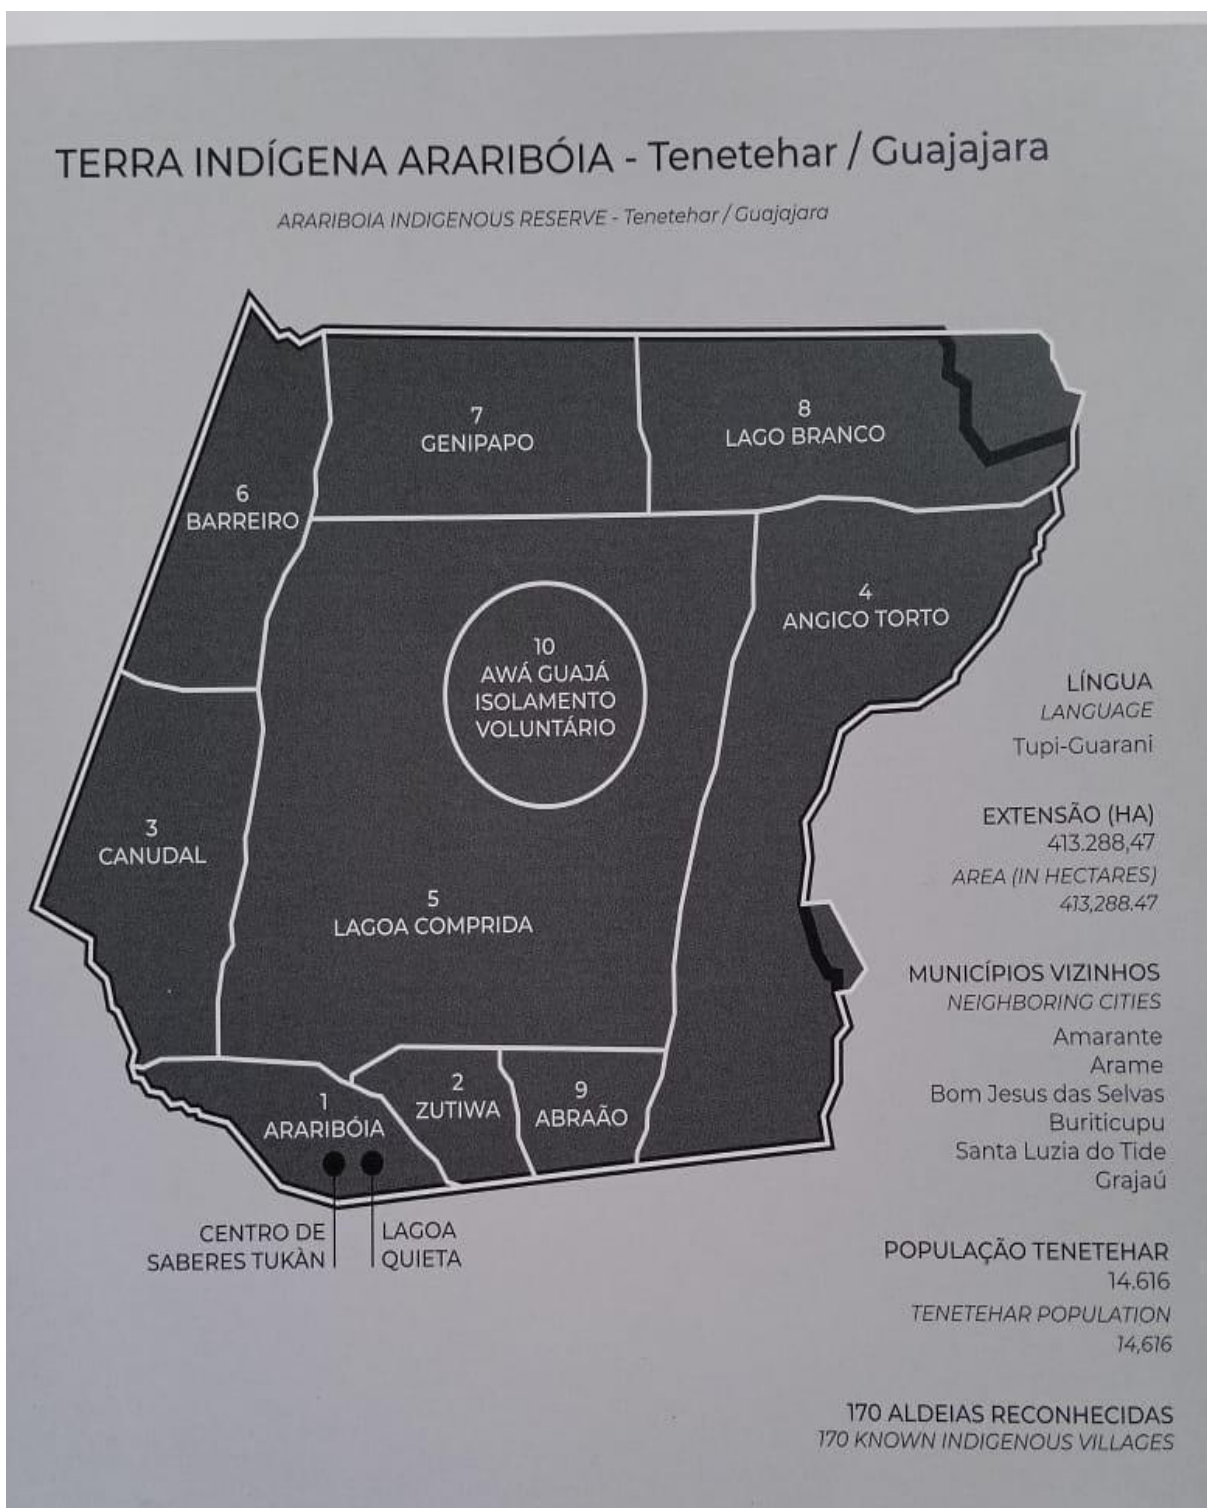 TERRA INDÍGENA ARARIBÓIA - Tenetehar / Guajajara
ARARIBOIA INDIGENOUS RESERVE - Tenetehar / Guajajara
7
GENIPAPO
8
LAGO BRANCO
6
BARREIRO
4
ANGICO TORTO
10
AWÁ GUAJÁ
ISOLAMENTO
VOLUNTÁRIO
3
CANUDAL
5
LAGOA COMPRIDA
1
ARARIBÓIA
2
ZUTIWA
9
ABRAÃO
CENTRO DE
SABERES TUKÀN
LAGOA
QUIETA
LÍNGUA
LANGUAGE
Tupi-Guarani
EXTENSÃO (HA)
413.288,47
AREA (IN HECTARES)
413,288.47
MUNICÍPIOS VIZINHOS
NEIGHBORING CITIES
Amarante
Arame
Bom Jesus das Selvas
Buriticupu
Santa Luzia do Tide
Grajaú
POPULAÇÃO TENETEHAR
14.616
TENETEHAR POPULATION
14,616
170 ALDEIAS RECONHECIDAS
170 KNOWN INDIGENOUS VILLAGES